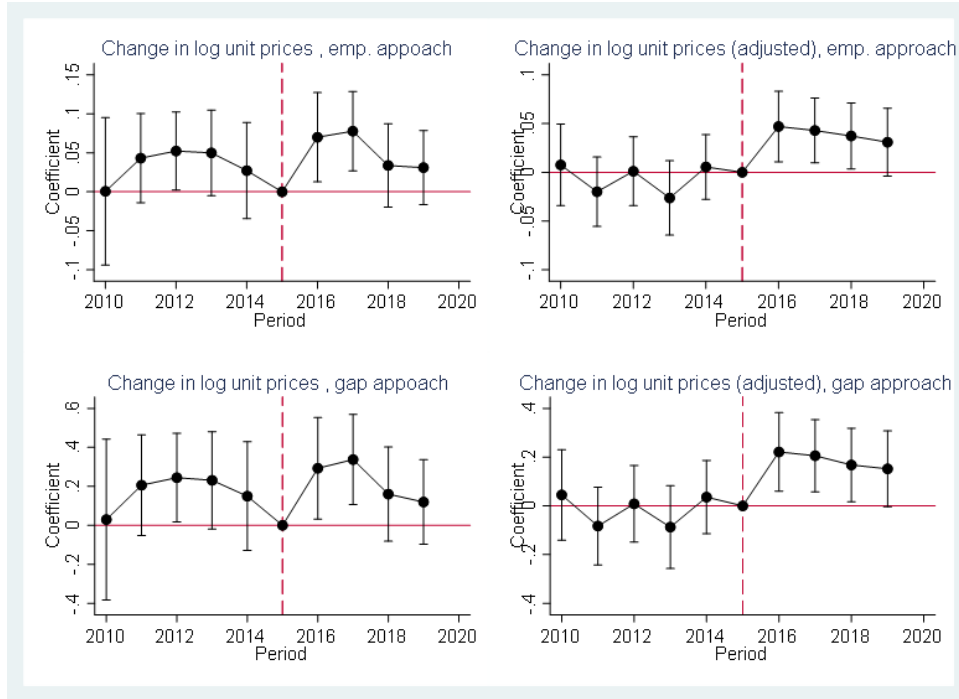 Change in log unit prices , emp. appoach
.15
.1
.05
0
-.05
-.1
Coefficient
2010 2012 2014 2016 2018 2020
Period
Change in log unit prices (adjusted), emp. approach
.1
.05
0
-.05
-.1
Coefficient
2010 2012 2014 2016 2018 2020
Period
Change in log unit prices , gap appoach
.6
.4
.2
0
-.2
-.4
Coefficient
2010 2012 2014 2016 2018 2020
Period
Change in log unit prices (adjusted), gap approach
.4
.2
0
-.2
-.4
Coefficient
2010 2012 2014 2016 2018 2020
Period